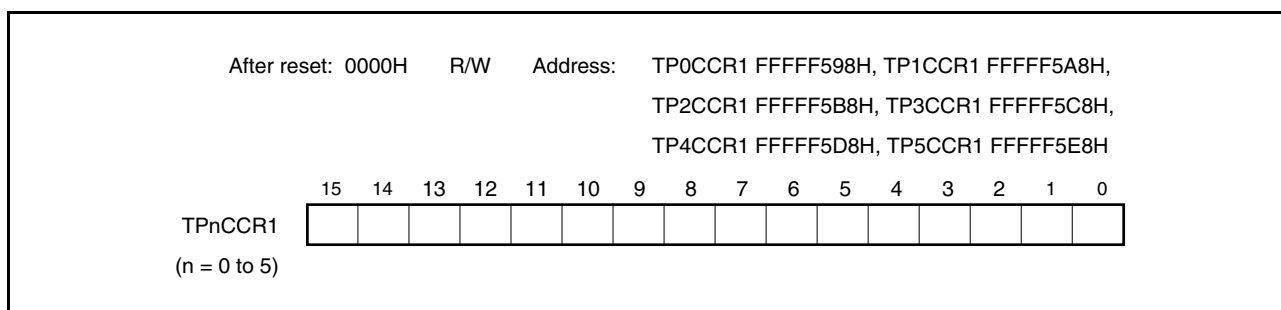 After reset: 0000H R/W Address: TP0CCR1 FFFFF598H, TP1CCR1 FFFFF5A8H,
TP2CCR1 FFFFF5B8H, TP3CCR1 FFFFF5C8H,
TP4CCR1 FFFFF5D8H, TP5CCR1 FFFFF5E8H
15 14 13 12 11 10 9 8 7 6 5 4 3 2 1 0
TPnCCR1
(n = 0 to 5)